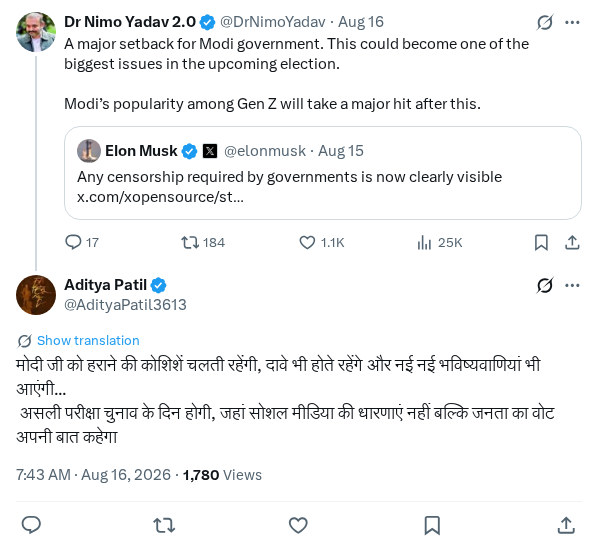 Dr Nimo Yadav 2.0 @DrNimoYadav · Aug 16
A major setback for Modi government. This could become one of the
biggest issues in the upcoming election.
Modi’s popularity among Gen Z will take a major hit after this.
Elon Musk @elonmusk · Aug 15
Any censorship required by governments is now clearly visible
x.com/xopensource/st…
17 184 1.1K 25K
Aditya Patil
@AdityaPatil3613
Show translation
मोदी जी को हराने की कोशिशें चलती रहेंगी, दावे भी होते रहेंगे और नई नई भविष्यवाणियां भी
आएंगी...
असली परीक्षा चुनाव के दिन होगी, जहां सोशल मीडिया की धारणाएं नहीं बल्कि जनता का वोट
अपनी बात कहेगा
7:43 AM · Aug 16, 2026 · 1,780 Views